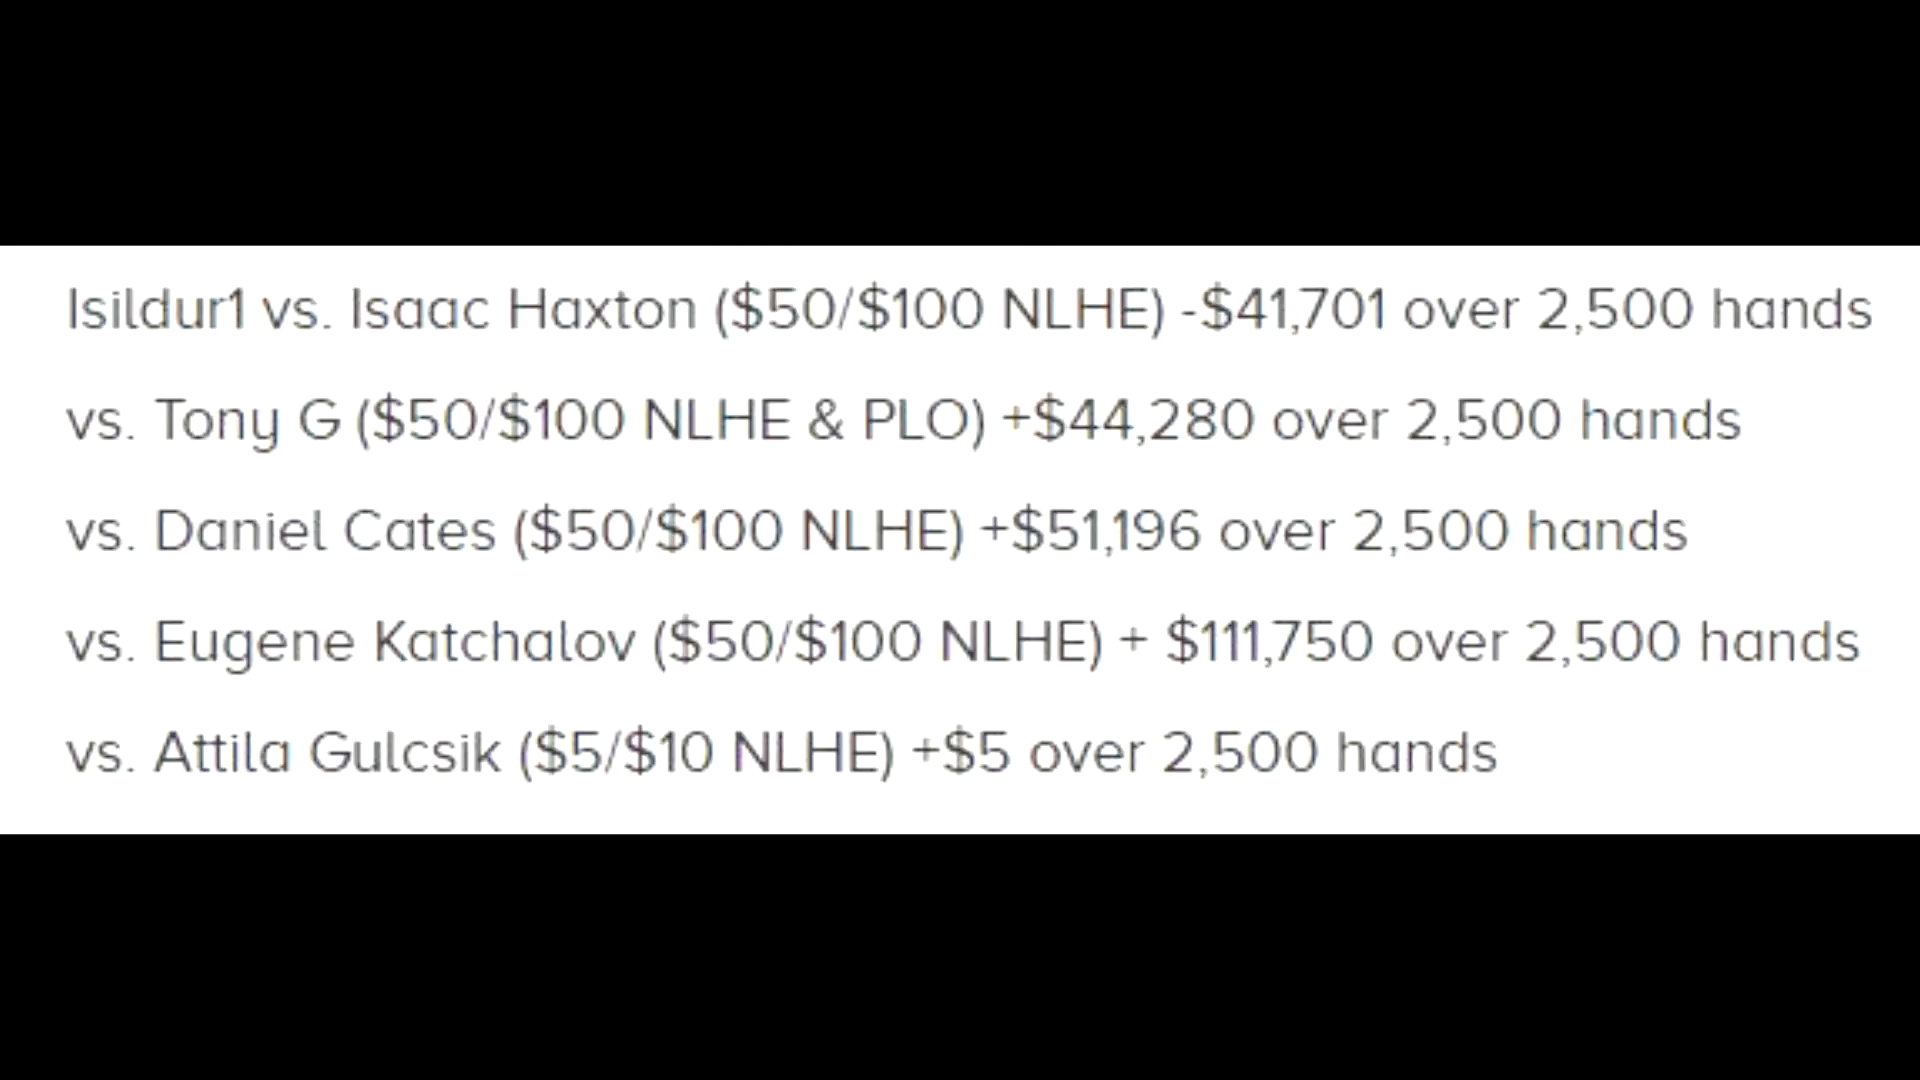 Isildur1 vs. Isaac Haxton ($50/$100 NLHE) -$41,701 over 2,500 hands
vs. Tony G ($50/$100 NLHE & PLO) +$44,280 over 2,500 hands
vs. Daniel Cates ($50/$100 NLHE) +$51,196 over 2,500 hands
vs. Eugene Katchalov ($50/$100 NLHE) + $111,750 over 2,500 hands
vs. Attila Gulcsik ($5/$10 NLHE) +$5 over 2,500 hands